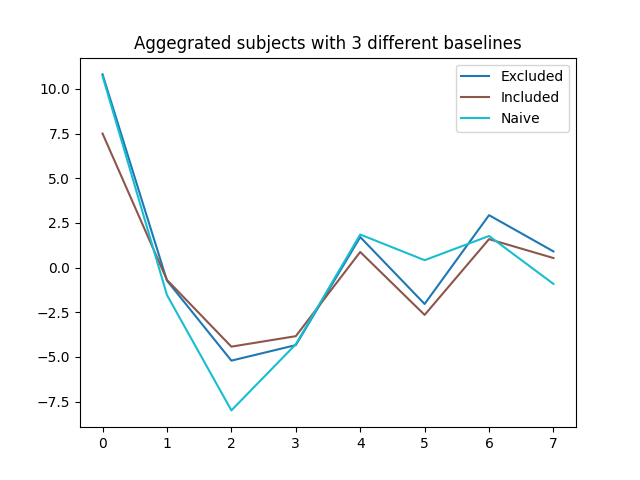 Aggegrated subjects with 3 different baselines
Excluded
Included
Naive
10.0
7.5
5.0
2.5
0.0
−2.5
−5.0
−7.5
0 1 2 3 4 5 6 7